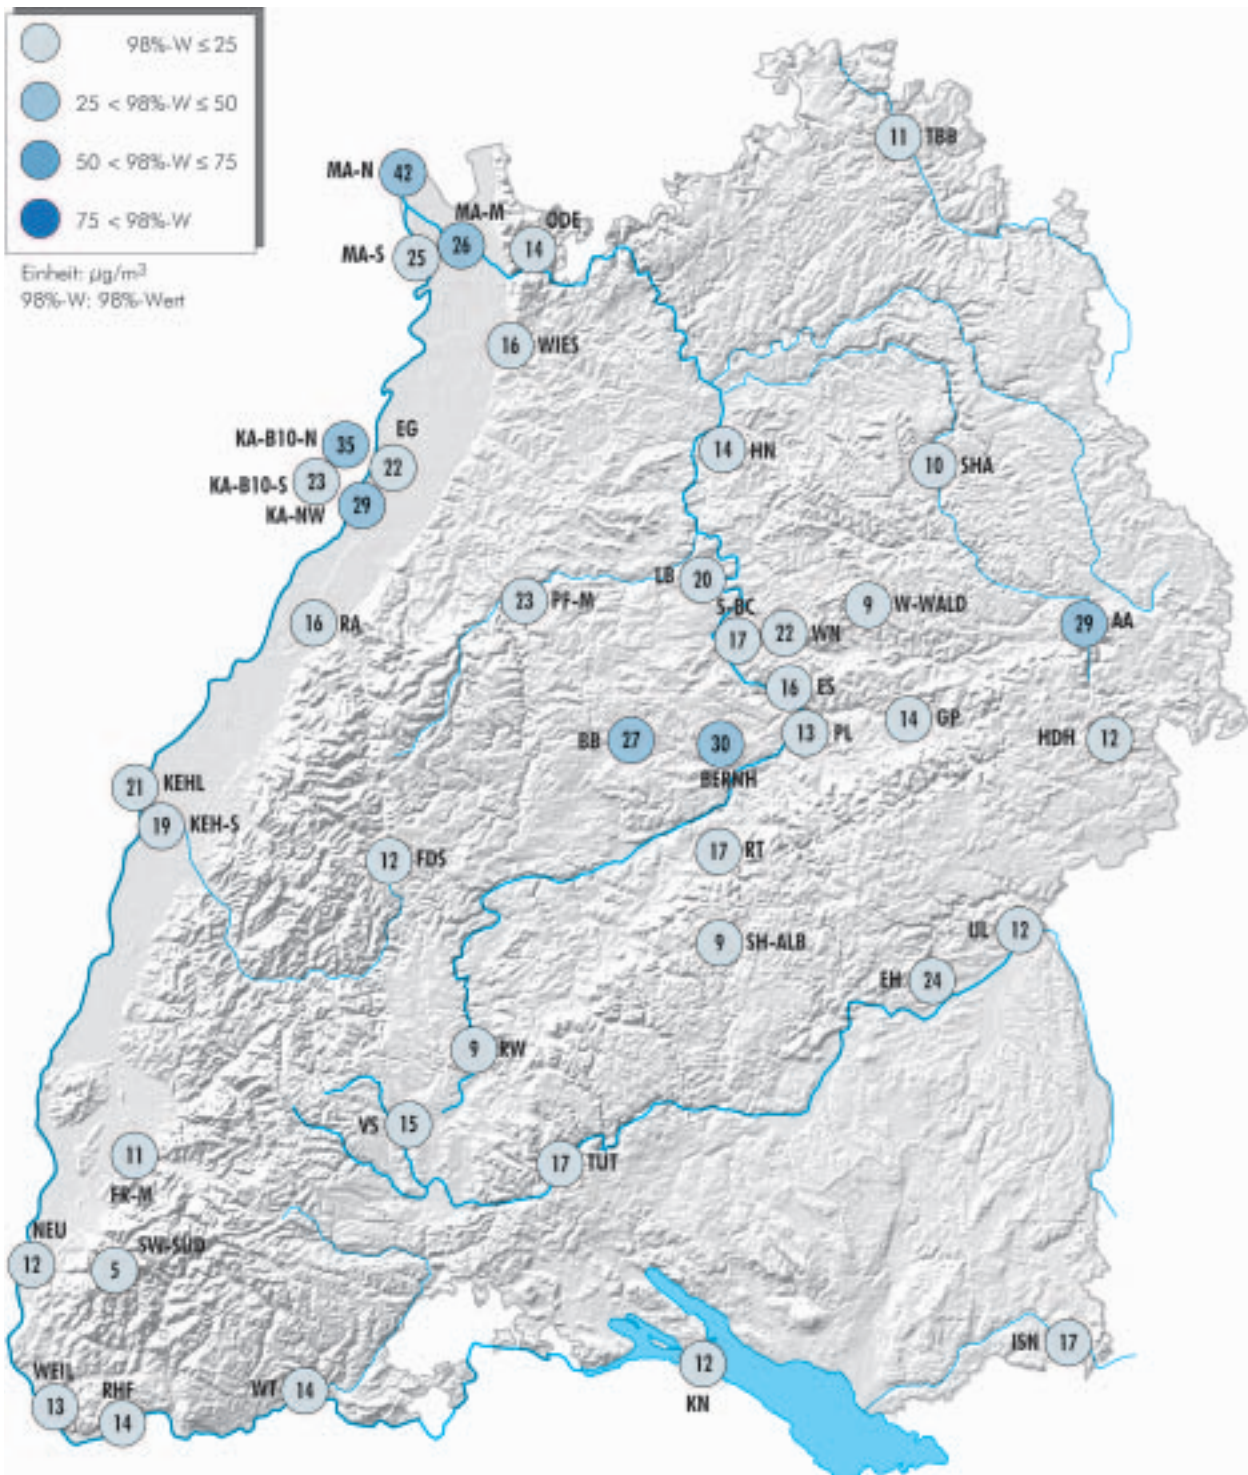 98%-W ≤ 25
25 < 98%-W ≤ 50
50 < 98%-W ≤ 75
75 < 98%-W
Einheit: µg/m³
98%-W: 98%-Wert
11 TBB
MA-N 42
MA-M
26
ODE
14
MA-S 25
16 WIES
KA-B10-N 35
EG
22
KA-B10-S 23
KA-NW 29
14 HN
10 SHA
LB 20
23 PF-M
S-BC
17
22 WN
9 W-WALD
29 AA
16 RA
16 ES
14 GP
13 PL
BB 27
30
BERNH
HDH 12
21 KEHL
19 KEH-S
12 FDS
17 RT
9 SH-ALB
UL 12
EH 24
9 RW
VS 15
17 TUT
11
FR-M
NEU
12
SW-SÜD
5
ISN 17
12
KN
WEIL
13
RHF
14
WT 14